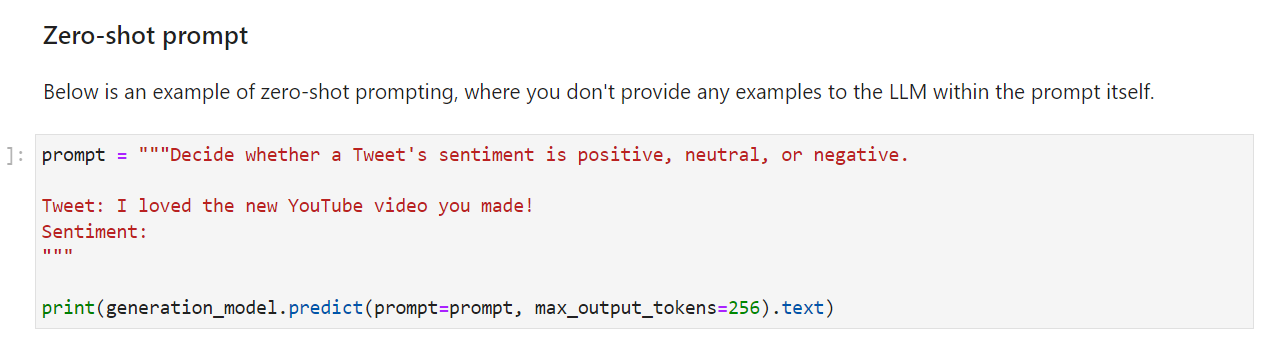 Zero-shot prompt
Below is an example of zero-shot prompting, where you don't provide any examples to the LLM within the prompt itself.
]: prompt = """Decide whether a Tweet's sentiment is positive, neutral, or negative.
Tweet: I loved the new YouTube video you made!
Sentiment:
"""
print(generation_model.predict(prompt=prompt, max_output_tokens=256).text)